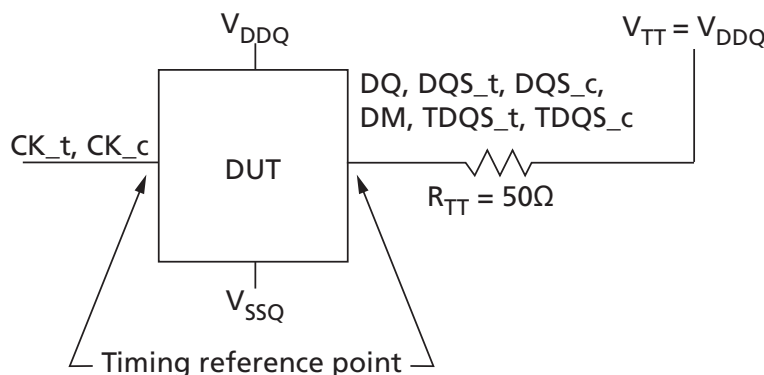 V_DDQ
V_TT = V_DDQ
DQ, DQS_t, DQS_c,
DM, TDQS_t, TDQS_c
CK_t, CK_c
DUT
R_TT = 50Ω
V_SSQ
Timing reference point